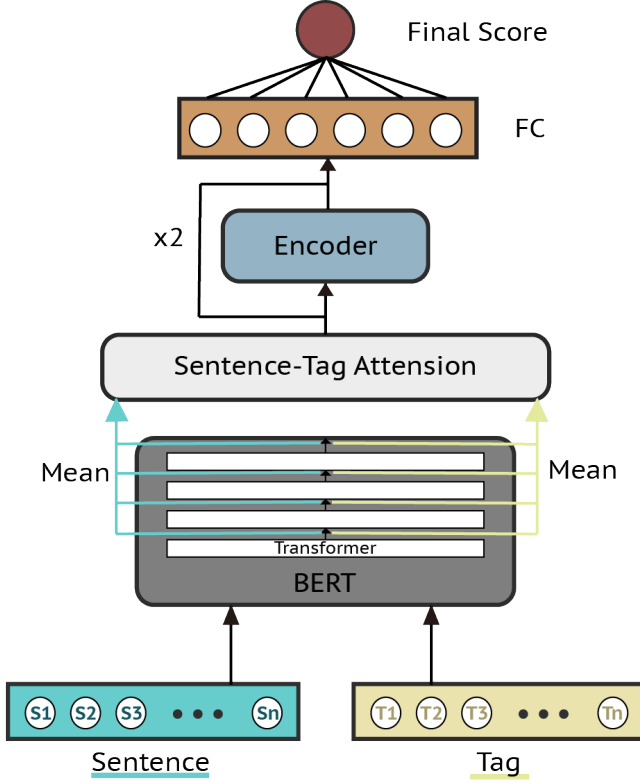 Final Score
FC
x2
Encoder
Sentence-Tag Attension
Mean
Mean
Transformer
BERT
S1 S2 S3 ••• Sn
T1 T2 T3 ••• Tn
Sentence
Tag